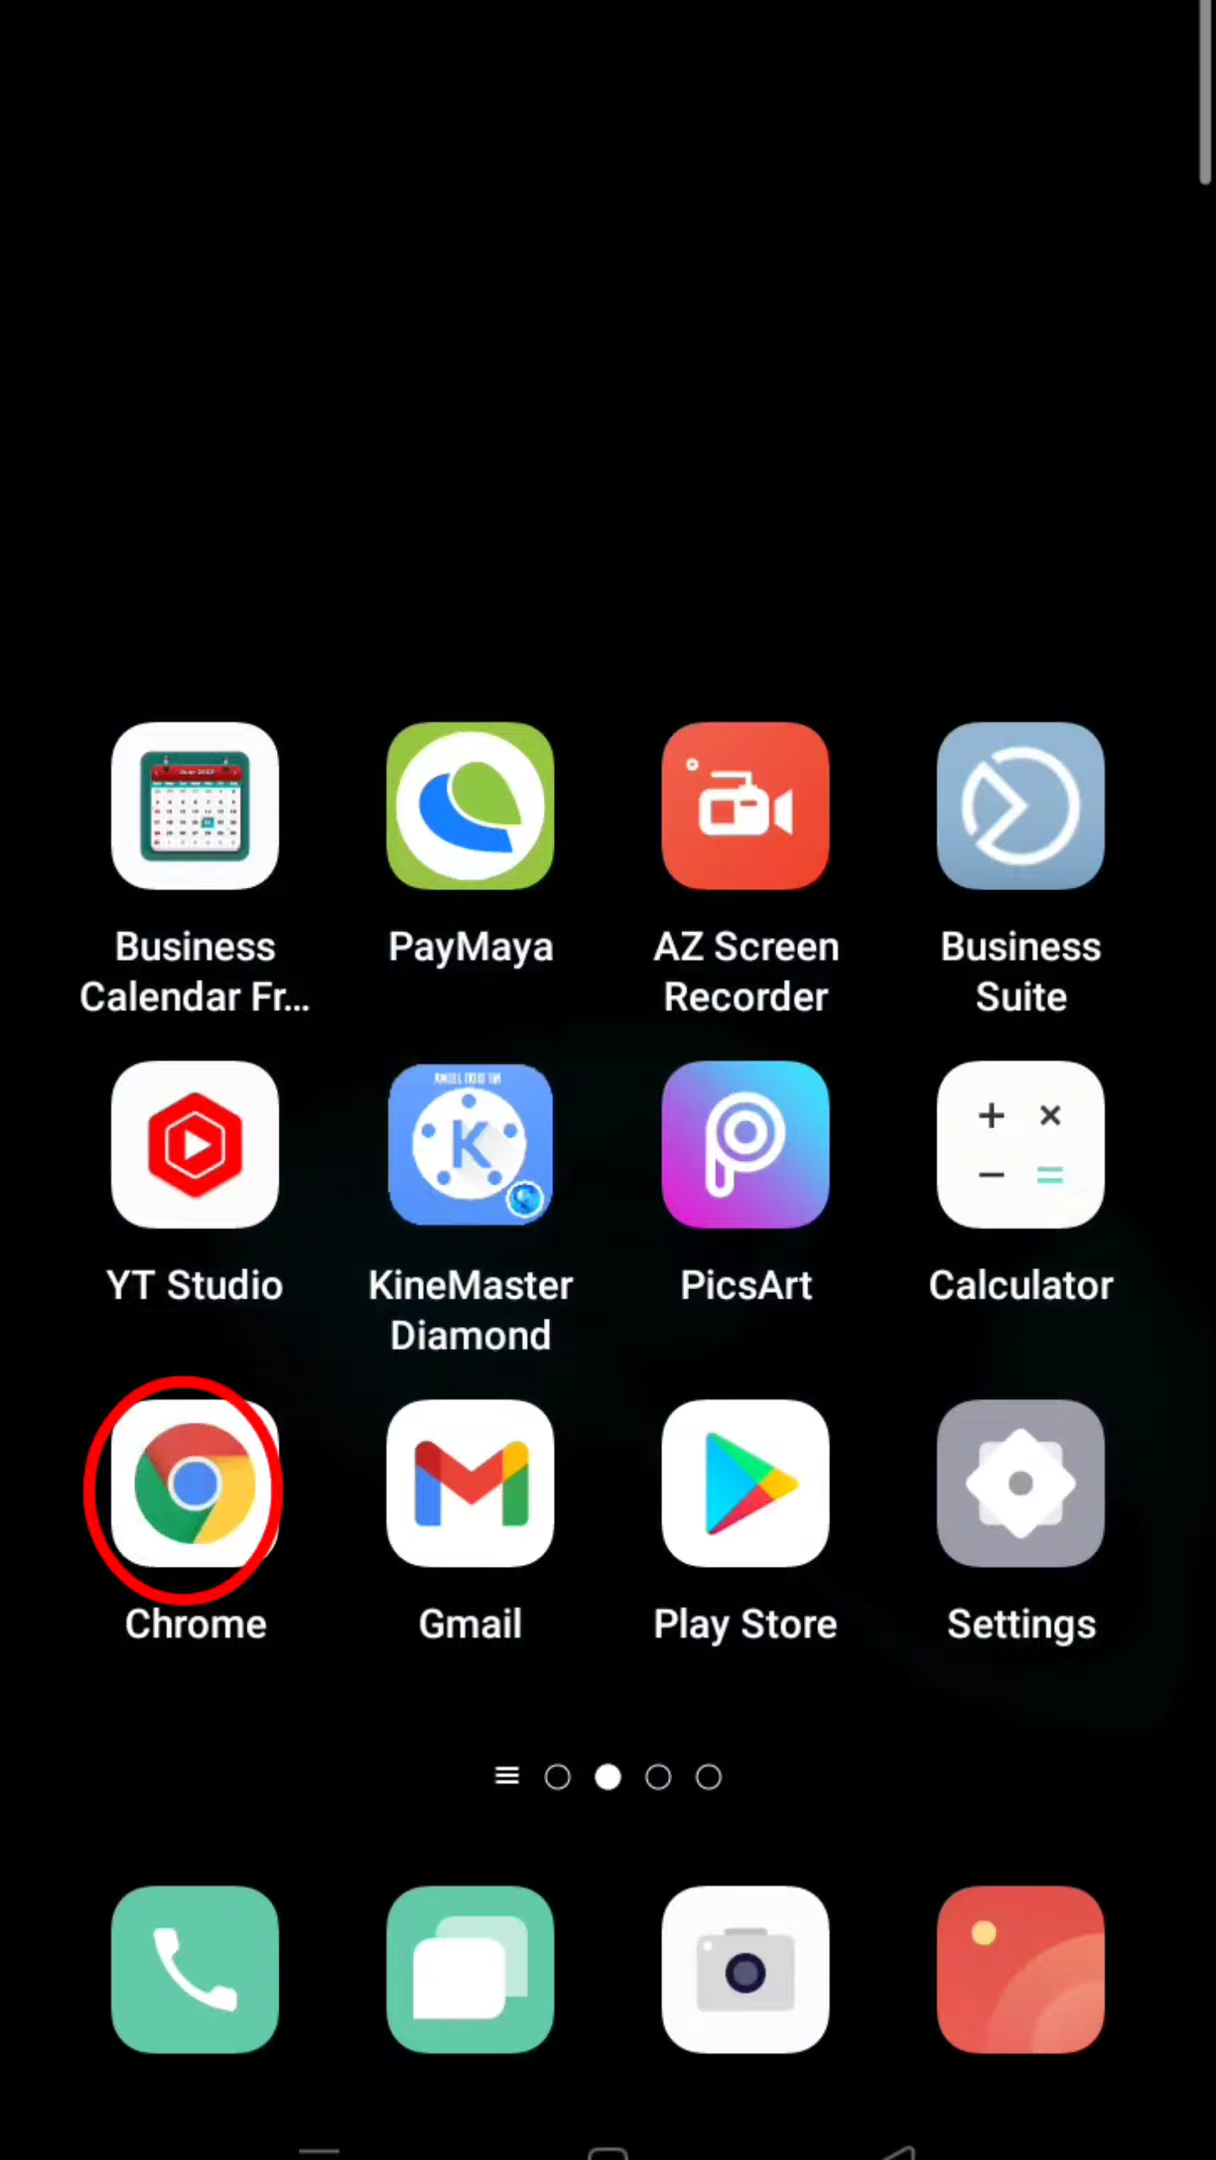 Business
Calendar Fr...
PayMaya
AZ Screen
Recorder
Business
Suite
YT Studio
K
KineMaster
Diamond
PicsArt
Calculator
Chrome
Gmail
Play Store
Settings